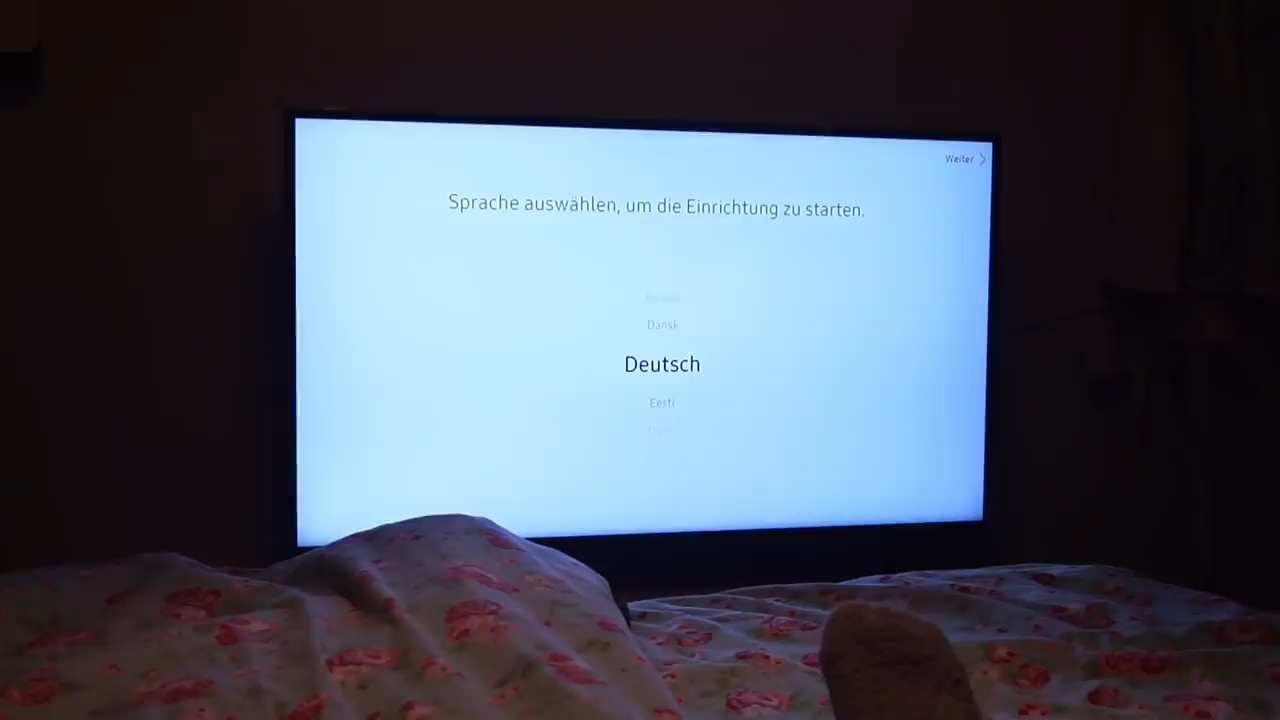 Weiter
Sprache auswählen, um die Einrichtung zu starten.
Dansk
Deutsch
Eesti